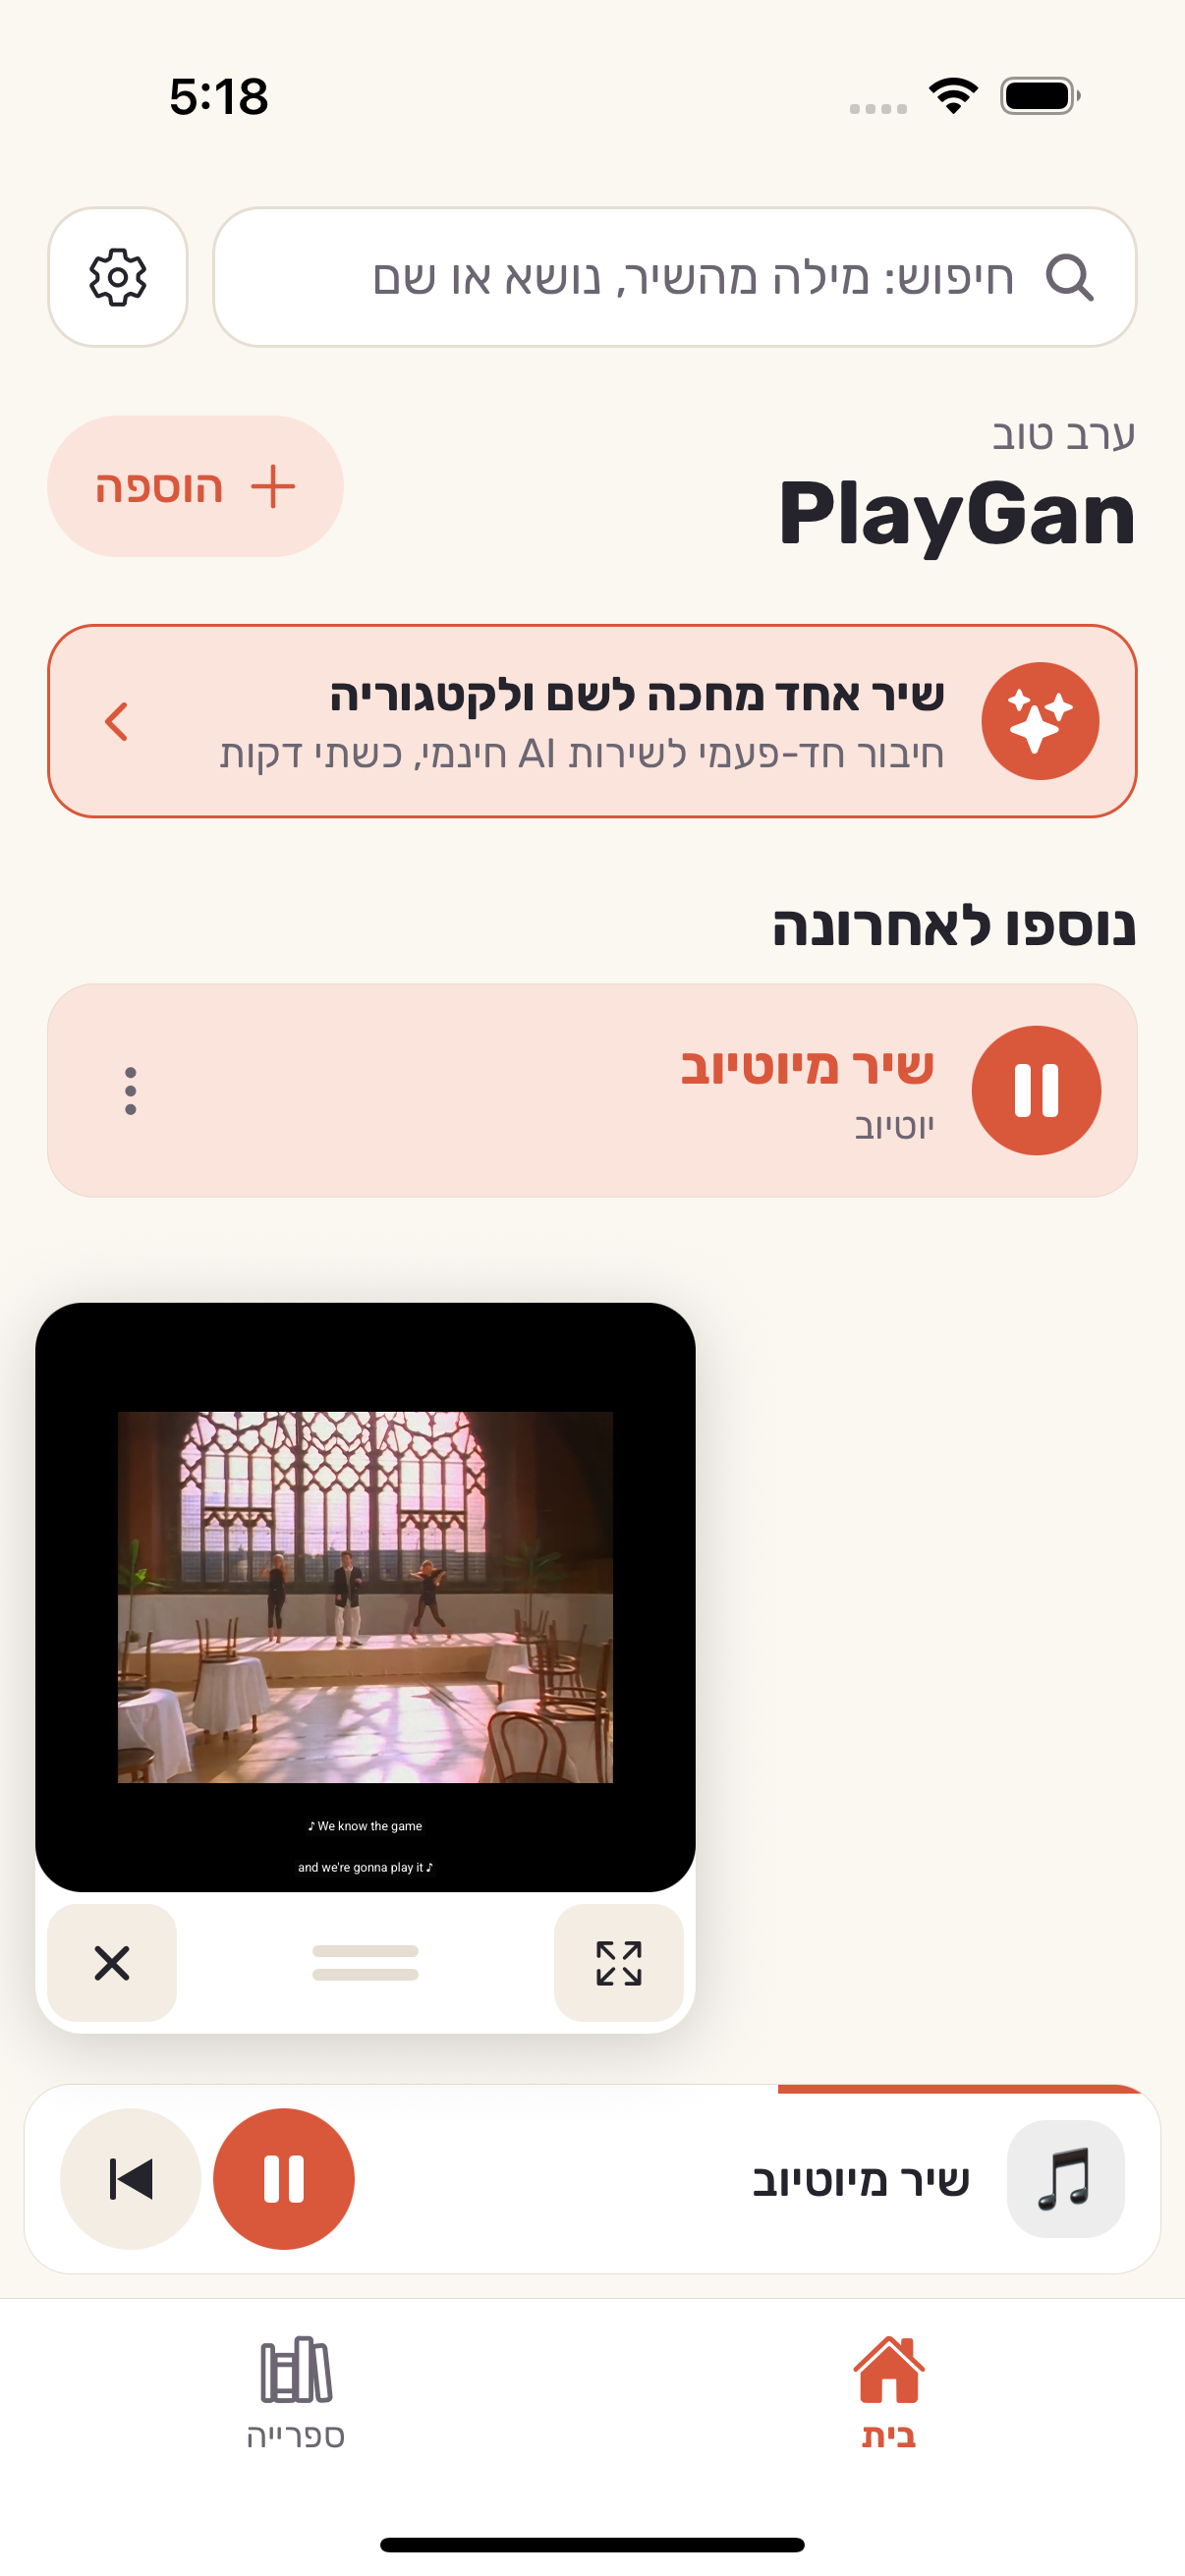 5:18
חיפוש: מילה מהשיר, נושא או שם
ערב טוב
PlayGan
הוספה
שיר אחד מחכה לשם ולקטגוריה
חיבור חד-פעמי לשירות AI חינמי, כשתי דקות
נוספו לאחרונה
שיר מיוטיוב
יוטיוב
♪ We know the game
and we're gonna play it ♪
שיר מיוטיוב
בית
ספרייה